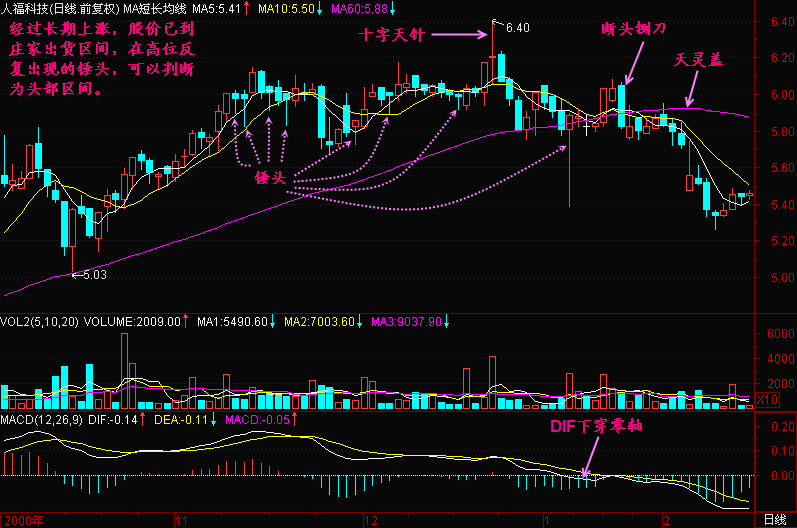 人福科技(日线.前复权) MA短长均线 MA5:5.41↑ MA10:5.50↓ MA60:5.88↓
经过长期上涨，股价已到
庄家出货区间，在高位反
复出现的锤头，可以判断
为头部区间。
十字天针
6.40
断头铡刀
天灵盖
锤头
5.03
6.40
6.20
6.00
5.80
5.60
5.40
5.20
5.00
VOL2(5,10,20) VOLUME:2009.00↑ MA1:5490.60↓ MA2:7003.60↓ MA3:9037.90↓
6000
4000
2000
X10
MACD(12,26,9) DIF:-0.14↑ DEA:-0.11↓ MACD:-0.05↑
DIF下穿零轴
0.20
0.10
0.00
2000年 11 12 1 2 日线